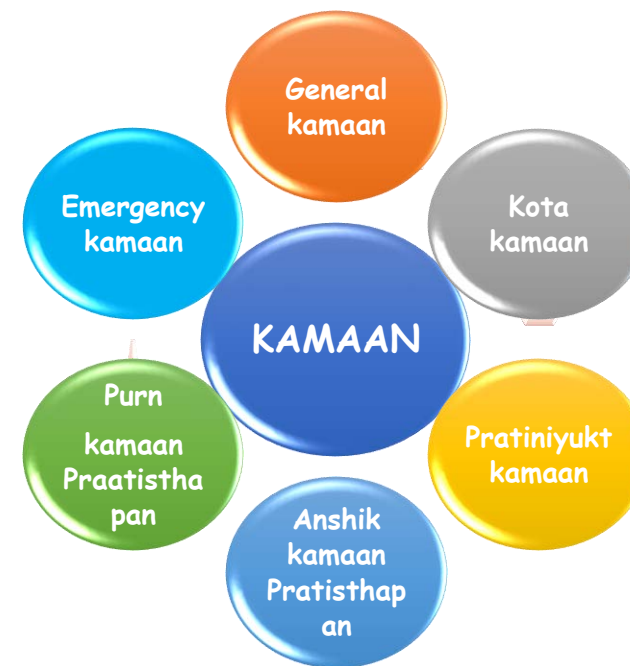 General
kamaan
Emergency
kamaan
Kota
kamaan
KAMAAN
Purn
kamaan
Praatistha
pan
Pratiniyukt
kamaan
Anshik
kamaan
Pratisthap
an